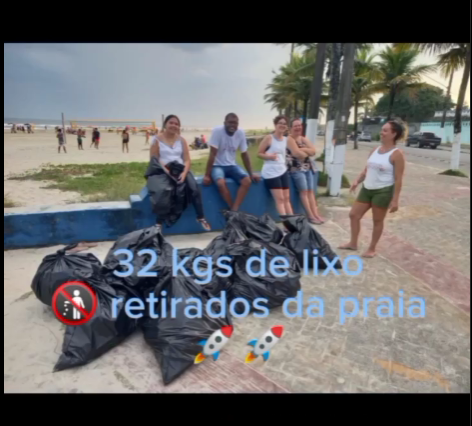 32 kgs de lixo
🚯 retirados da praia
🚀 🚀